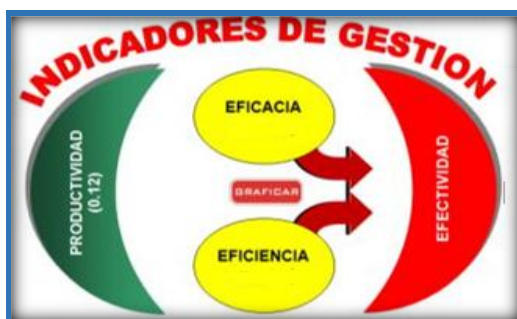 INDICADORES DE GESTION
PRODUCTIVIDAD
(0.12)
EFICACIA
GRAFICAR
EFICIENCIA
EFECTIVIDAD